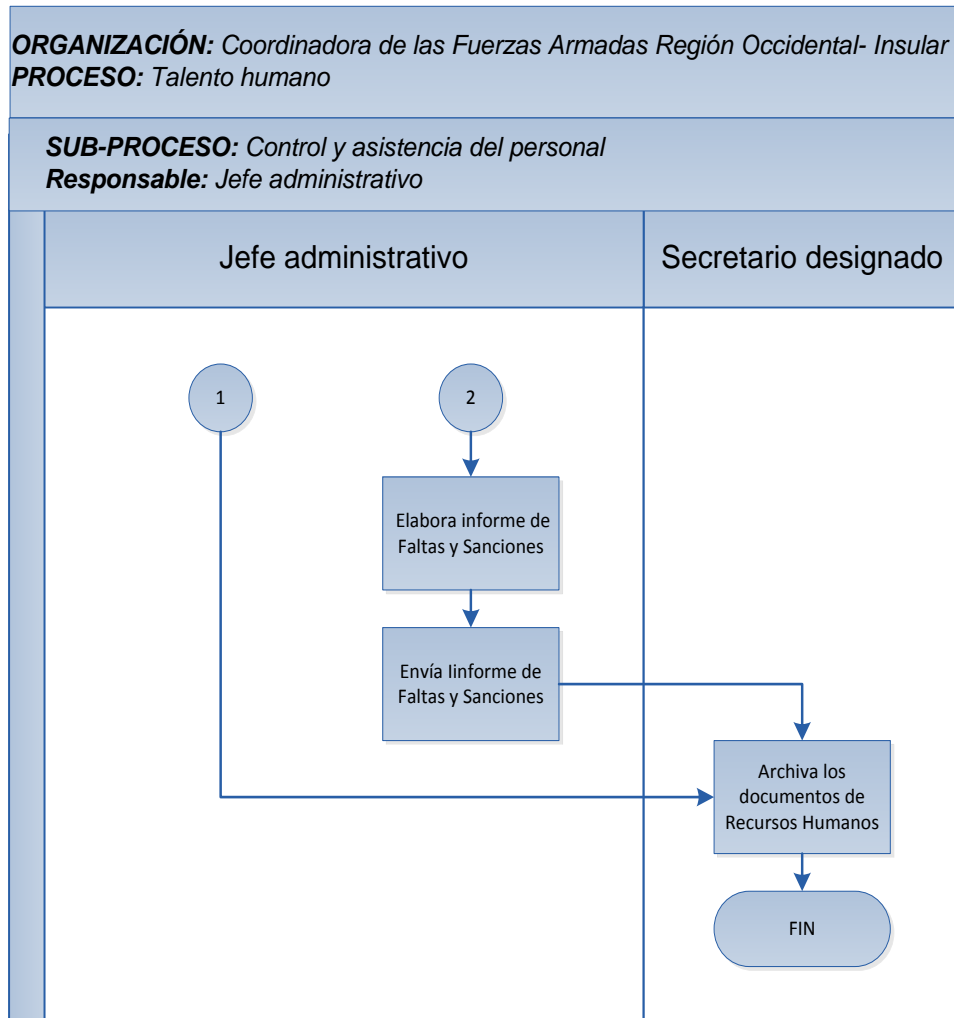 ORGANIZACIÓN: Coordinadora de las Fuerzas Armadas Región Occidental- Insular
PROCESO: Talento humano
SUB-PROCESO: Control y asistencia del personal
Responsable: Jefe administrativo
Jefe administrativo
Secretario designado
1
2
Elabora informe de
Faltas y Sanciones
Envía Iinforme de
Faltas y Sanciones
Archiva los
documentos de
Recursos Humanos
FIN